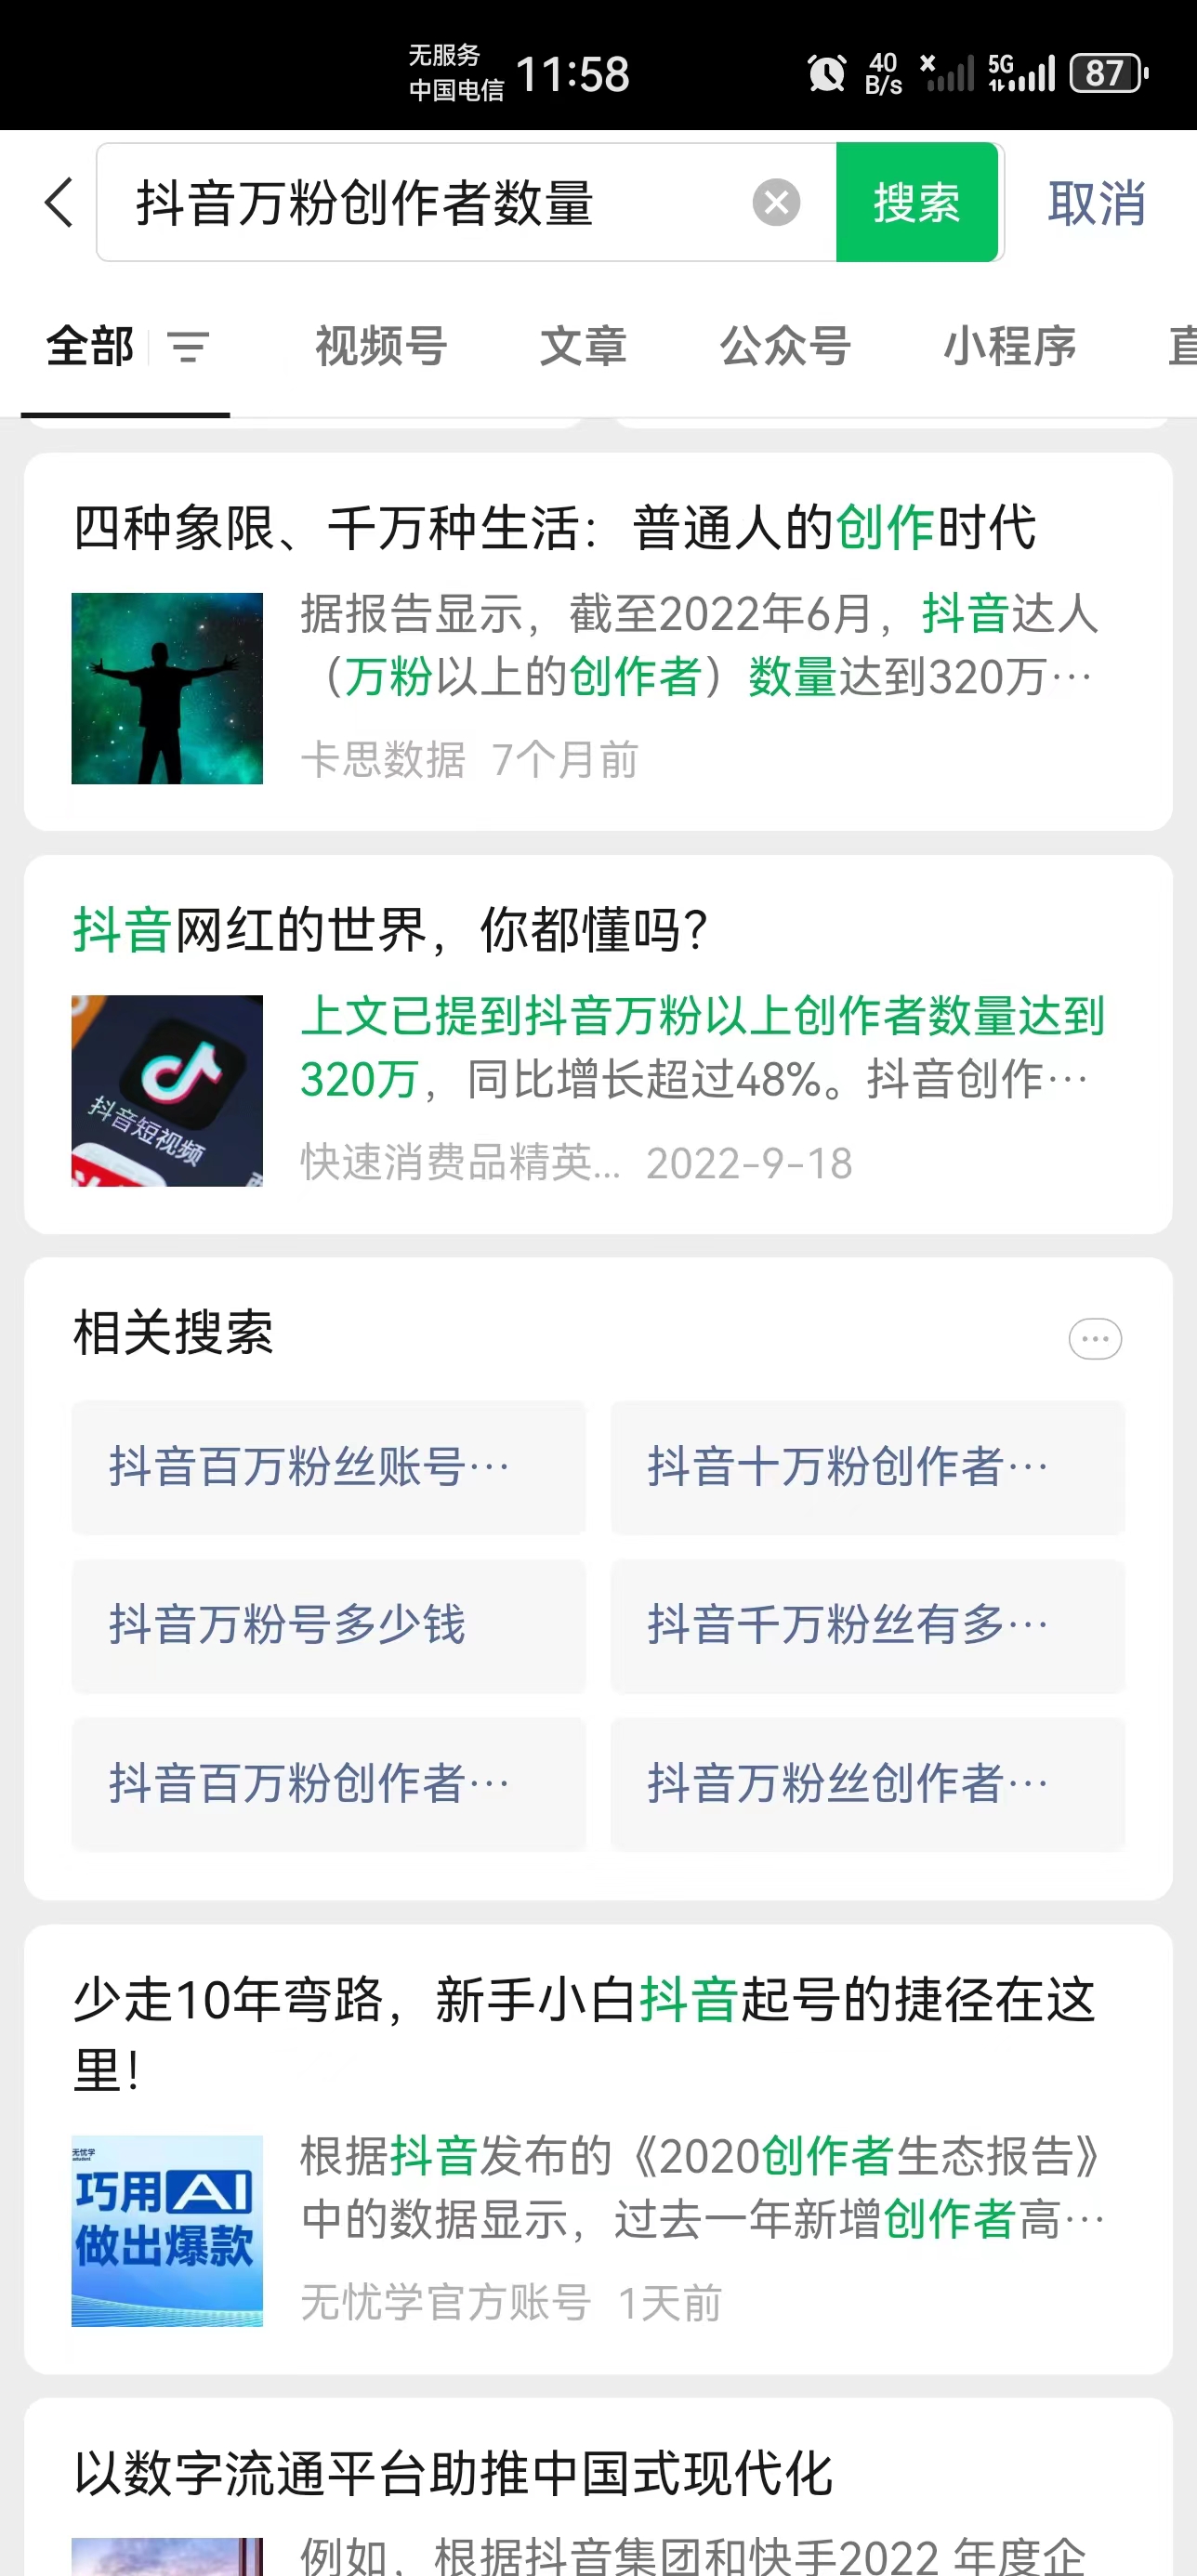 无服务
中国电信
11:58
40
B/s
5G
87
抖音万粉创作者数量
搜索
取消
全部
视频号
文章
公众号
小程序
四种象限、千万种生活：普通人的创作时代
据报告显示，截至2022年6月，抖音达人
（万粉以上的创作者）数量达到320万…
卡思数据 7个月前
抖音网红的世界，你都懂吗？
抖音短视频
上文已提到抖音万粉以上创作者数量达到
320万，同比增长超过48%。抖音创作…
快速消费品精英... 2022-9-18
相关搜索
抖音百万粉丝账号…
抖音十万粉创作者…
抖音万粉号多少钱
抖音千万粉丝有多…
抖音百万粉创作者…
抖音万粉丝创作者…
少走10年弯路，新手小白抖音起号的捷径在这
里！
无忧学
巧用AI
做出爆款
根据抖音发布的《2020创作者生态报告》
中的数据显示，过去一年新增创作者高…
无忧学官方账号 1天前
以数字流通平台助推中国式现代化
例如，根据抖音集团和快手2022 年度企